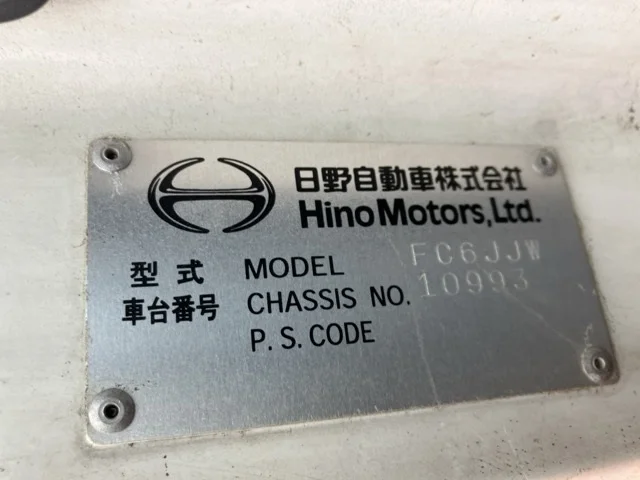 日野自動車株式会社
Hino Motors, Ltd.
型式 MODEL FC6JJW
車台番号 CHASSIS NO. 10993
P.S.CODE